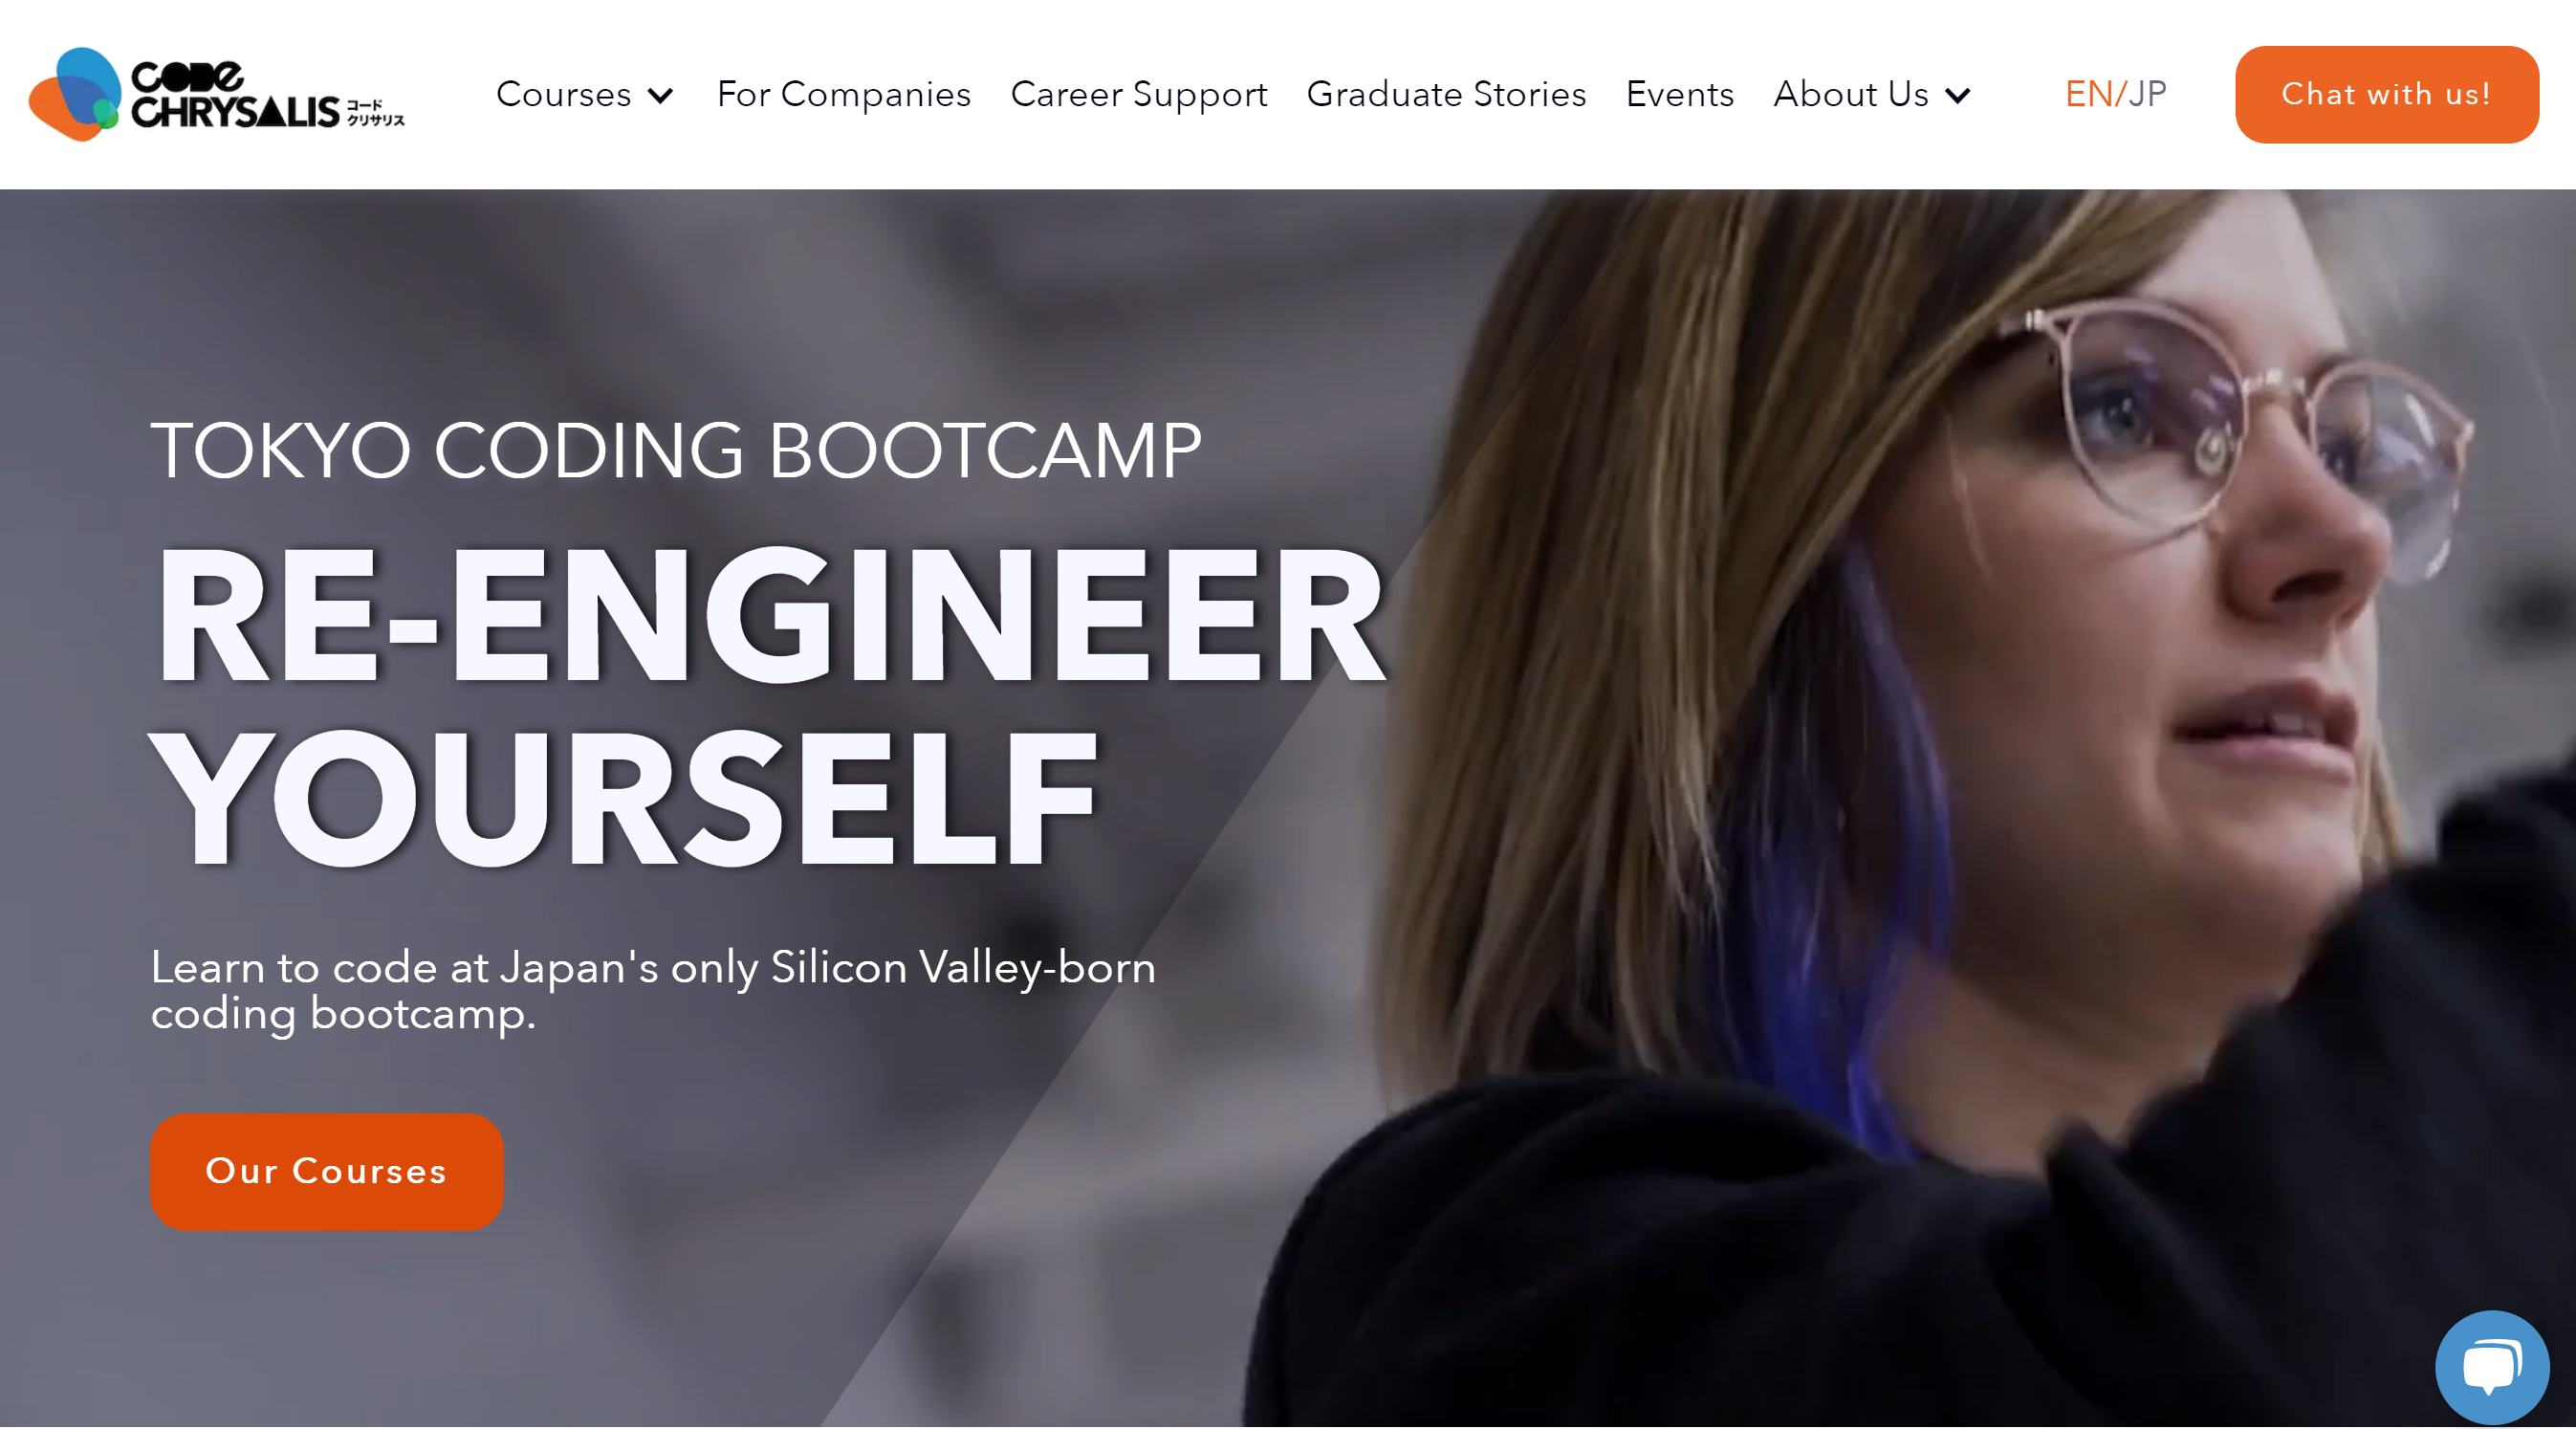 CODE
CHRYSALIS コード
クリサリス
Courses
For Companies
Career Support
Graduate Stories
Events
About Us
EN/JP
Chat with us!
TOKYO CODING BOOTCAMP
RE-ENGINEER
YOURSELF
Learn to code at Japan's only Silicon Valley-born
coding bootcamp.
Our Courses